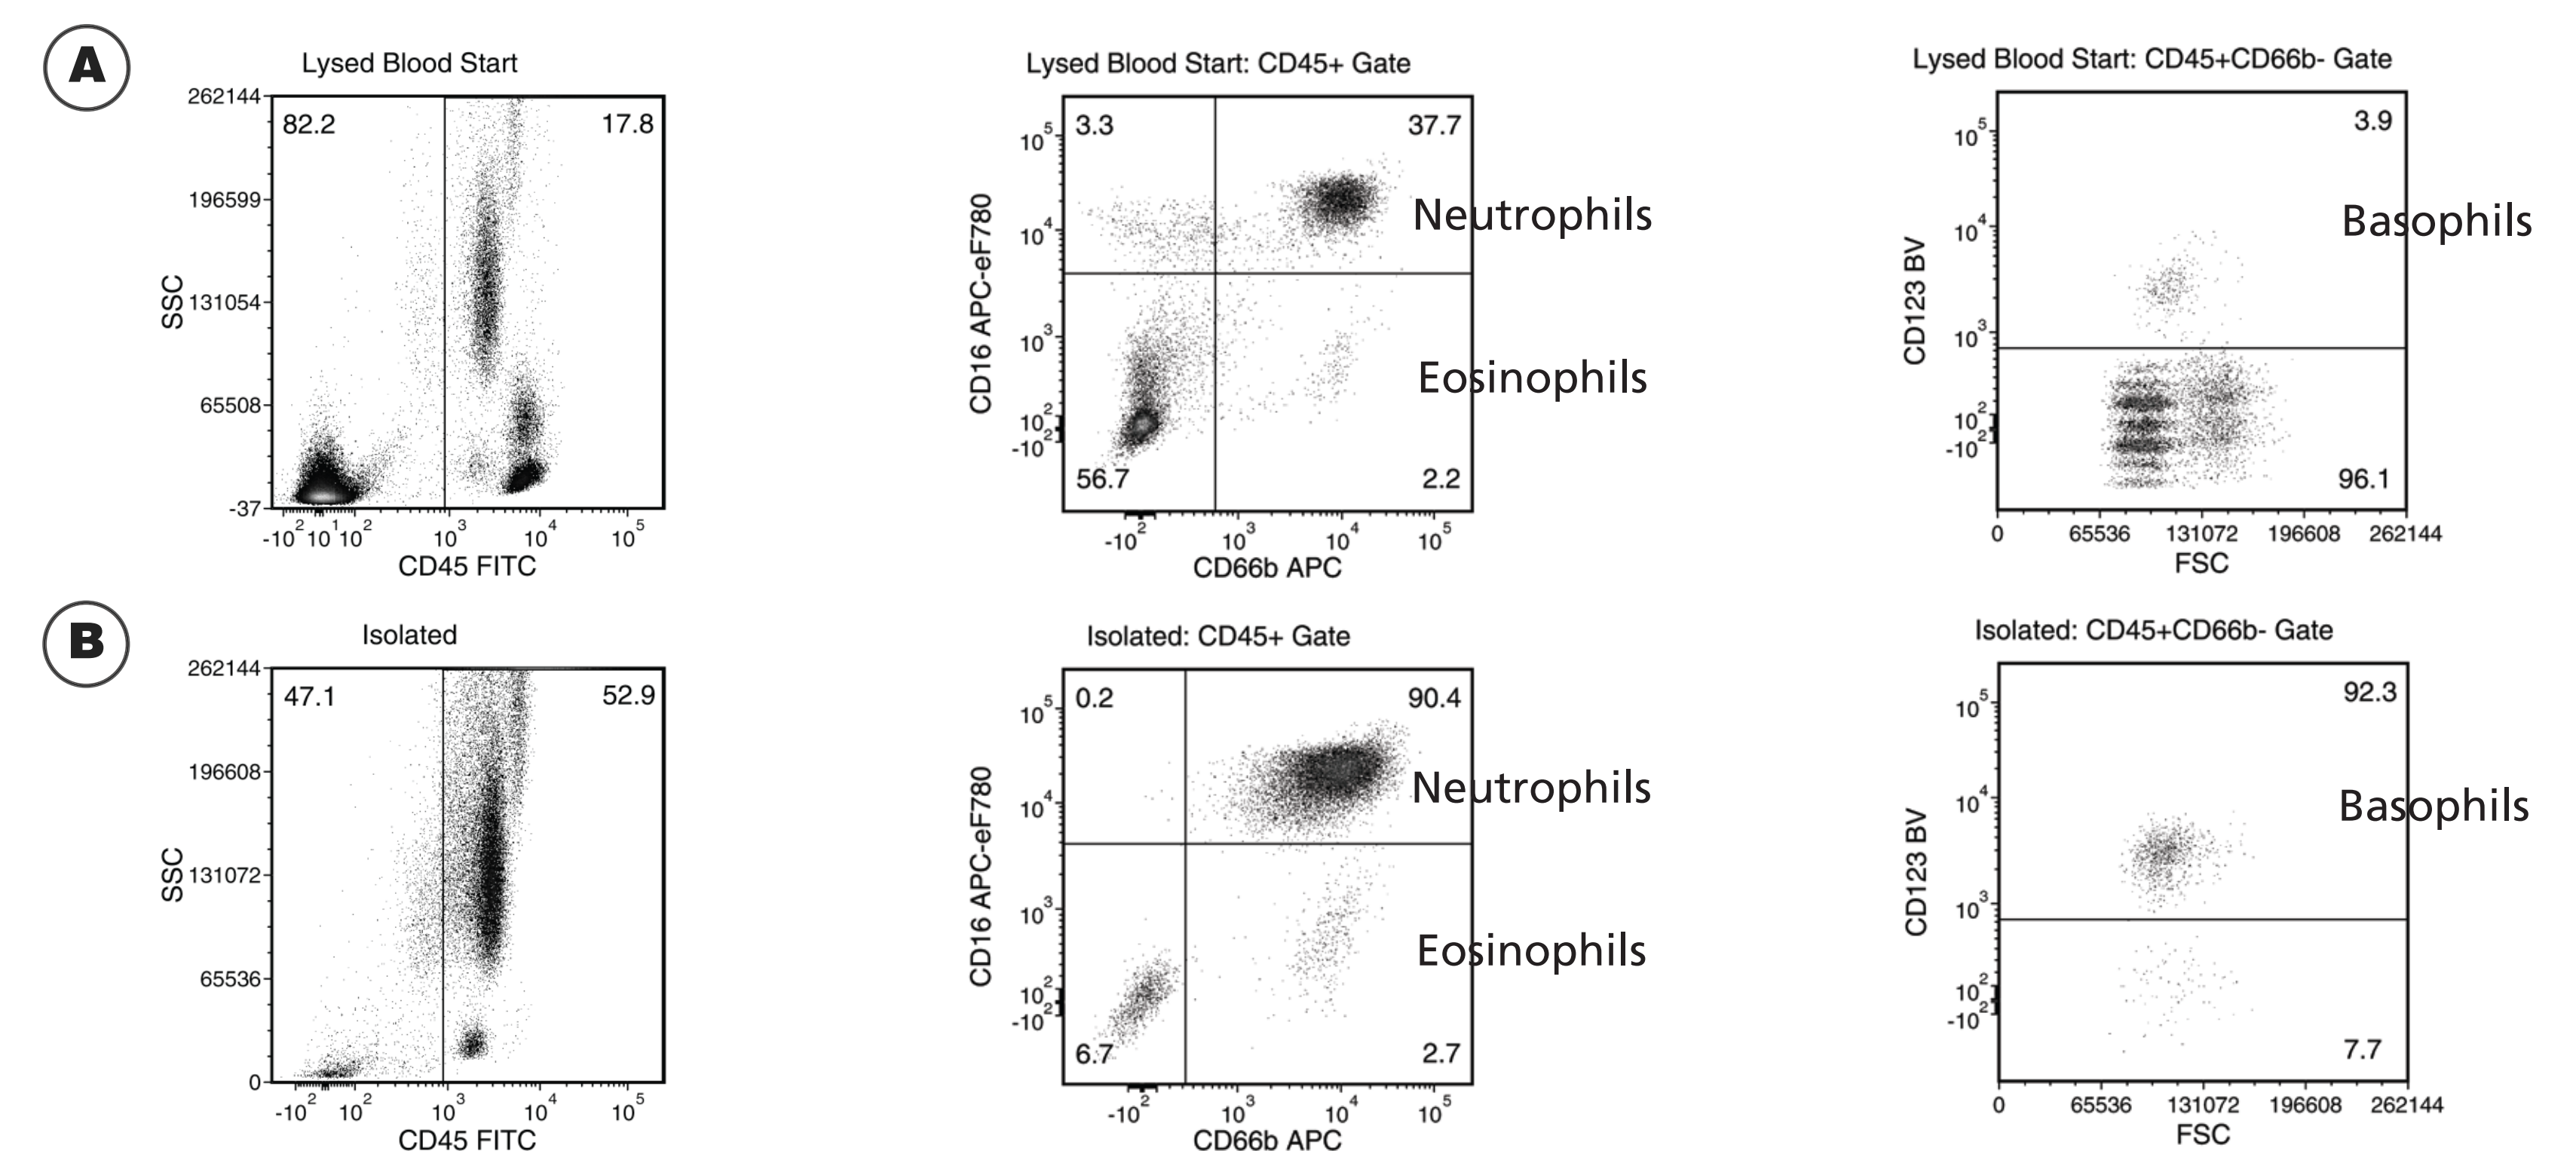 A
Lysed Blood Start
262144
196599
131054
65508
-37
SSC
82.2
17.8
-10^2 10^1 10^2 10^3 10^4 10^5
CD45 FITC
Lysed Blood Start: CD45+ Gate
10^5
10^4
10^3
10^2
-10^2
CD16 APC-eF780
3.3
37.7
Neutrophils
Eosinophils
56.7
2.2
-10^2 10^3 10^4 10^5
CD66b APC
Lysed Blood Start: CD45+CD66b- Gate
10^5
10^4
10^3
10^2
-10^2
CD123 BV
3.9
Basophils
96.1
0 65536 131072 196608 262144
FSC
B
Isolated
262144
196608
131072
65536
0
SSC
47.1
52.9
-10^2 10^2 10^3 10^4 10^5
CD45 FITC
Isolated: CD45+ Gate
10^5
10^4
10^3
10^2
-10^2
CD16 APC-eF780
0.2
90.4
Neutrophils
Eosinophils
6.7
2.7
-10^2 10^3 10^4 10^5
CD66b APC
Isolated: CD45+CD66b- Gate
10^5
10^4
10^3
10^2
-10^2
CD123 BV
92.3
Basophils
7.7
0 65536 131072 196608 262144
FSC